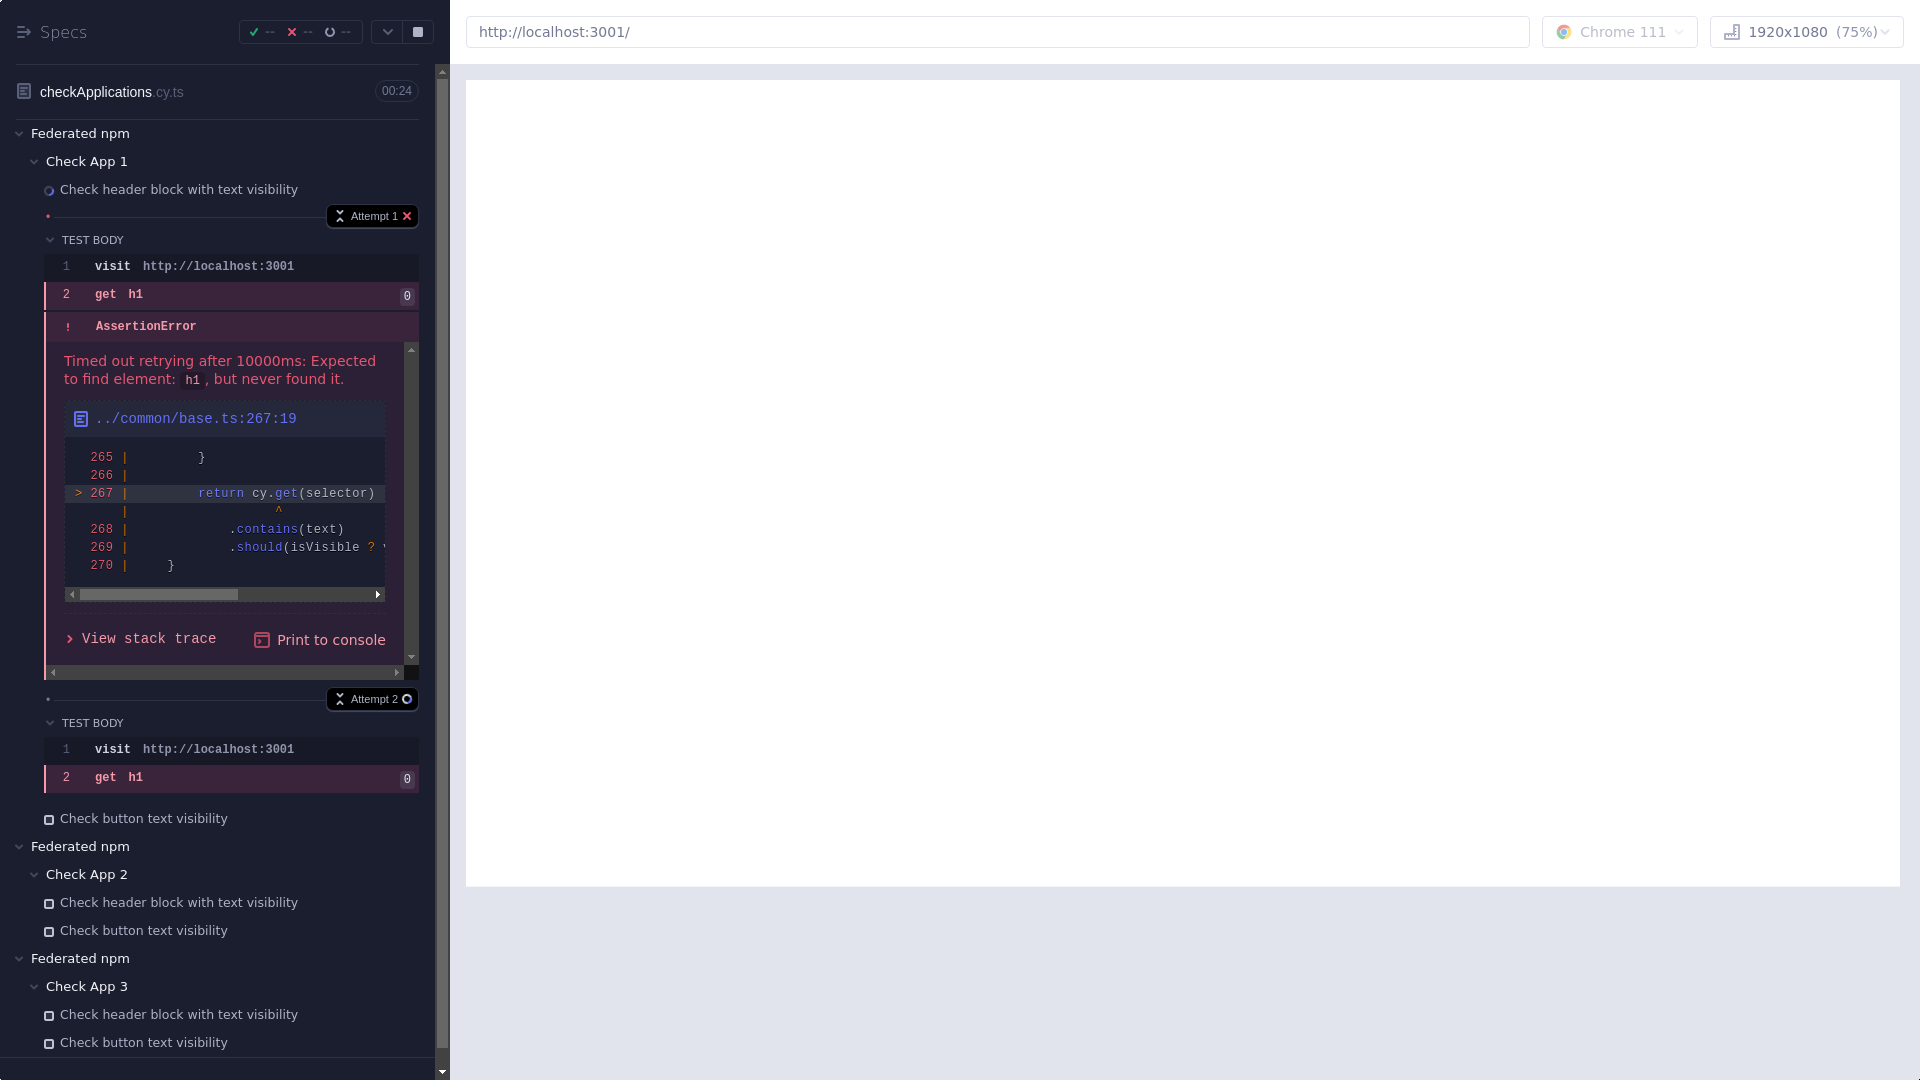 Specs
--
--
--
checkApplications.cy.ts
00:24
Federated npm
Check App 1
Check header block with text visibility
Attempt 1
TEST BODY
1 visit http://localhost:3001
2 get h1 0
! AssertionError
Timed out retrying after 10000ms: Expected
to find element: h1, but never found it.
../common/base.ts:267:19
265 | }
266 |
> 267 | return cy.get(selector)
| ^
268 | .contains(text)
269 | .should(isVisible ?
270 | }
View stack trace
Print to console
Attempt 2
TEST BODY
1 visit http://localhost:3001
2 get h1 0
Check button text visibility
Federated npm
Check App 2
Check header block with text visibility
Check button text visibility
Federated npm
Check App 3
Check header block with text visibility
Check button text visibility
http://localhost:3001/
Chrome 111
1920x1080 (75%)